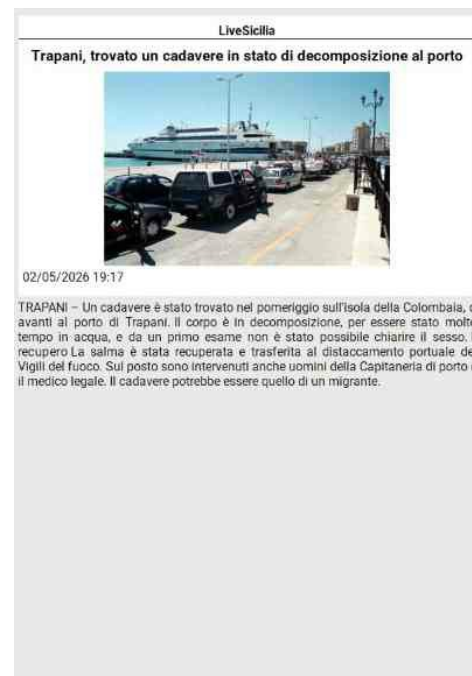 LiveSicilia
Trapani, trovato un cadavere in stato di decomposizione al porto
02/05/2026 19:17
TRAPANI – Un cadavere è stato trovato nel pomeriggio sull'isola della Colombaia,
avanti al porto di Trapani. Il corpo è in decomposizione, per essere stato molto
tempo in acqua, e da un primo esame non è stato possibile chiarire il sesso.
recupero La salma è stata recuperata e trasferita al distaccamento portuale de
Vigili del fuoco. Sul posto sono intervenuti anche uomini della Capitaneria di porto
il medico legale. Il cadavere potrebbe essere quello di un migrante.